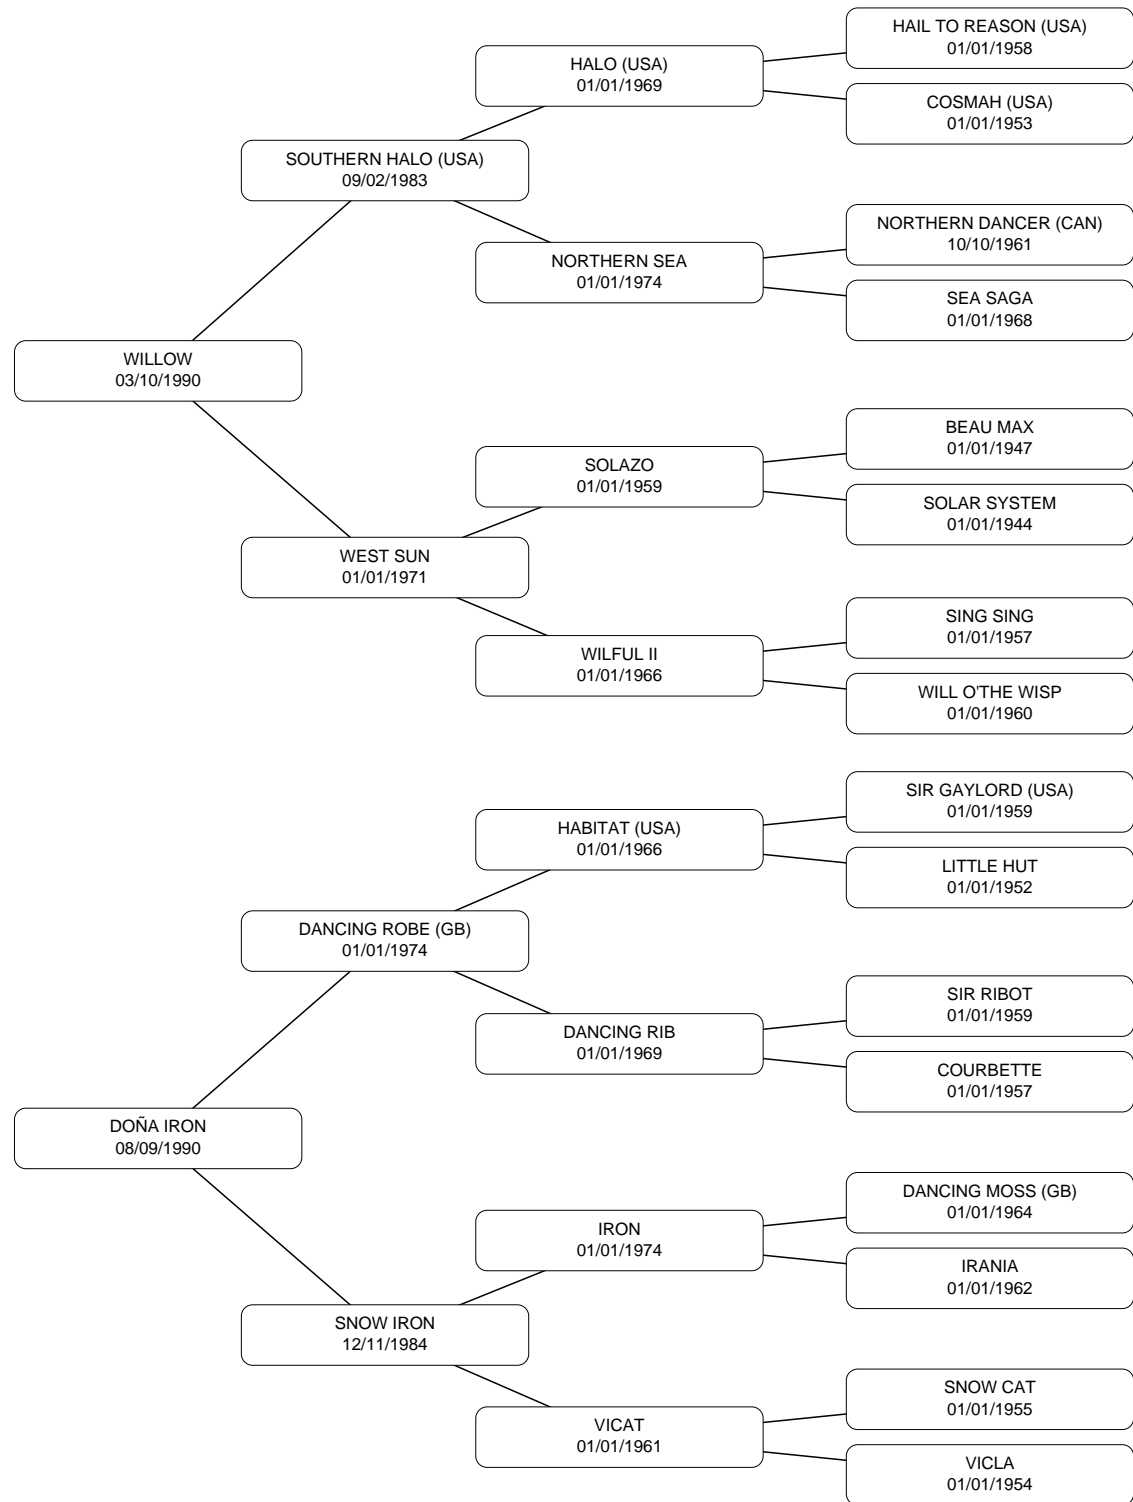 HAIL TO REASON (USA)
01/01/1958
HALO (USA)
01/01/1969
COSMAH (USA)
01/01/1953
SOUTHERN HALO (USA)
09/02/1983
NORTHERN DANCER (CAN)
10/10/1961
NORTHERN SEA
01/01/1974
SEA SAGA
01/01/1968
WILLOW
03/10/1990
BEAU MAX
01/01/1947
SOLAZO
01/01/1959
SOLAR SYSTEM
01/01/1944
WEST SUN
01/01/1971
SING SING
01/01/1957
WILFUL II
01/01/1966
WILL O'THE WISP
01/01/1960
SIR GAYLORD (USA)
01/01/1959
HABITAT (USA)
01/01/1966
LITTLE HUT
01/01/1952
DANCING ROBE (GB)
01/01/1974
SIR RIBOT
01/01/1959
DANCING RIB
01/01/1969
COURBETTE
01/01/1957
DOÑA IRON
08/09/1990
DANCING MOSS (GB)
01/01/1964
IRON
01/01/1974
IRANIA
01/01/1962
SNOW IRON
12/11/1984
SNOW CAT
01/01/1955
VICAT
01/01/1961
VICLA
01/01/1954